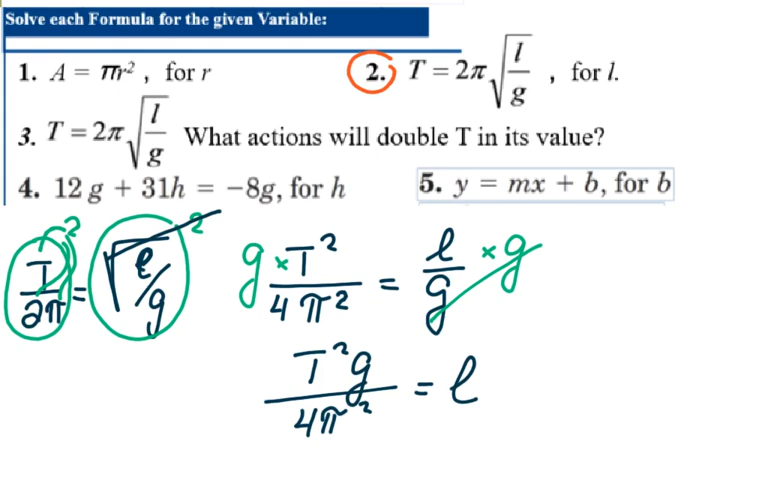 Solve each Formula for the given Variable:
1. A = πr² , for r
2. T = 2π√(l/g) , for l.
3. T = 2π√(l/g) What actions will double T in its value?
4. 12g + 31h = −8g, for h
5. y = mx + b, for b
(T/2π)² = (√(l/g))²
g × T²/4π² = l/g × g
T²g/4π² = l